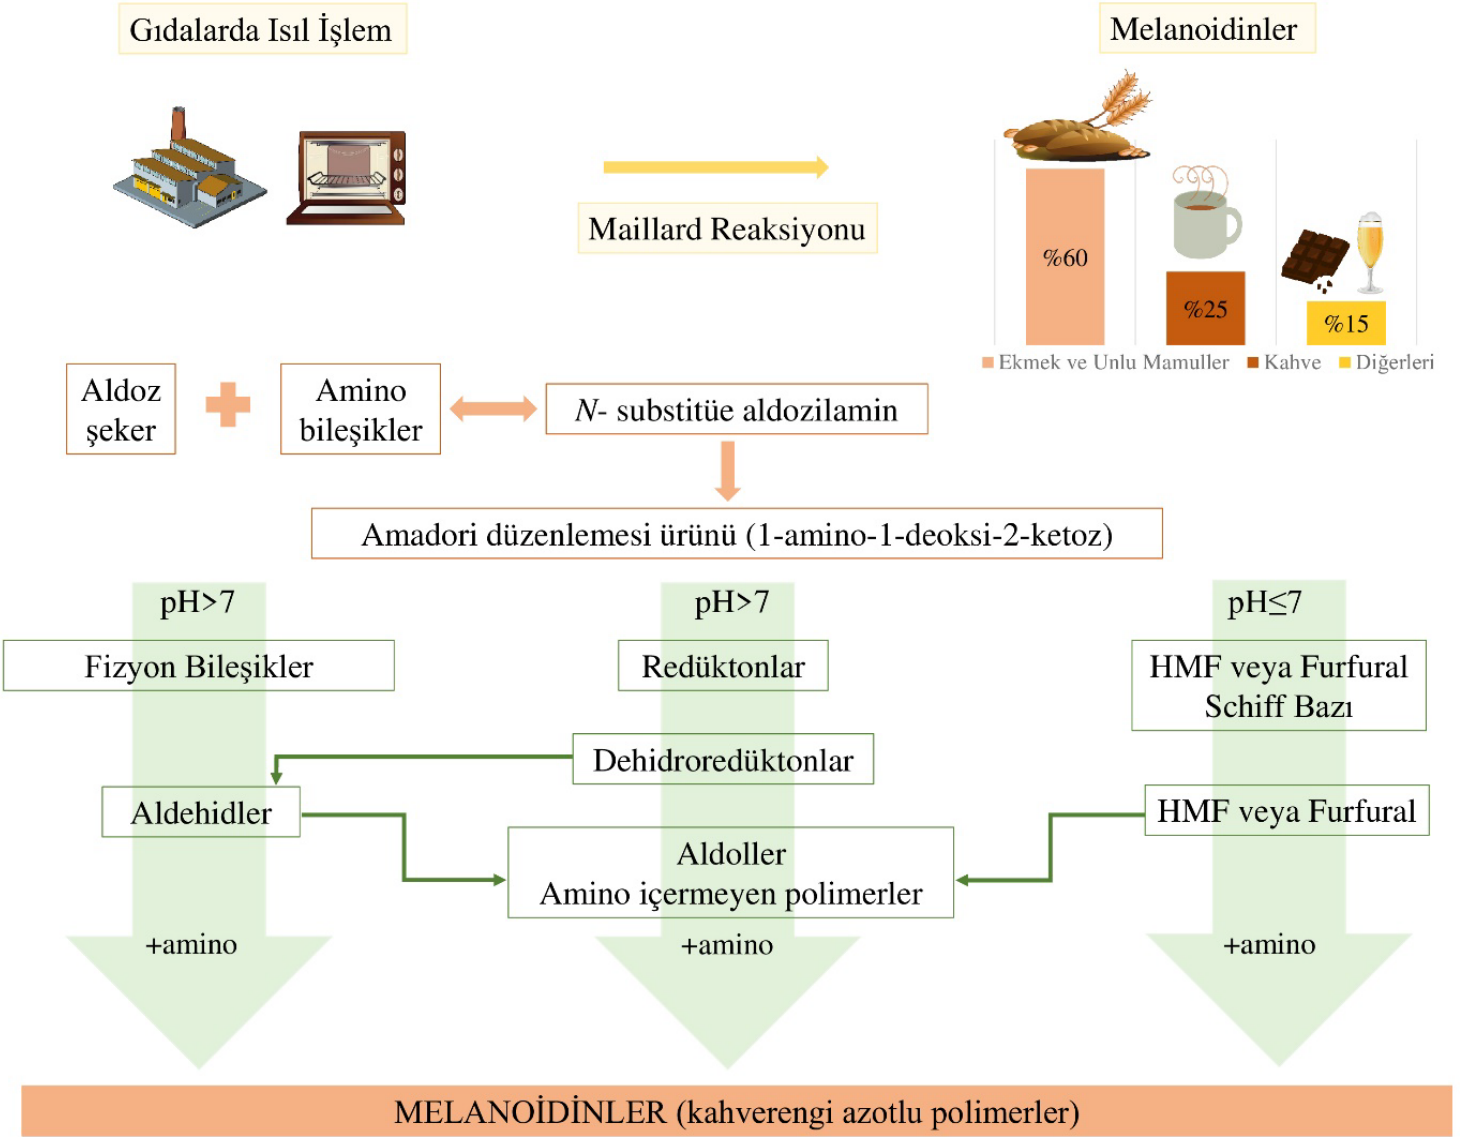 Gıdalarda Isıl İşlem
Melanoidinler
Maillard Reaksiyonu
%60
%25
%15
Ekmek ve Unlu Mamuller
Kahve
Diğerleri
Aldoz
şeker
Amino
bileşikler
N- substitüe aldozilamin
Amadori düzenlemesi ürünü (1-amino-1-deoksi-2-ketoz)
pH>7
pH>7
pH≤7
Fizyon Bileşikler
Redüktonlar
HMF veya Furfural
Schiff Bazı
Dehidroredüktonlar
Aldehidler
HMF veya Furfural
Aldoller
Amino içermeyen polimerler
+amino
+amino
+amino
MELANOİDİNLER (kahverengi azotlu polimerler)